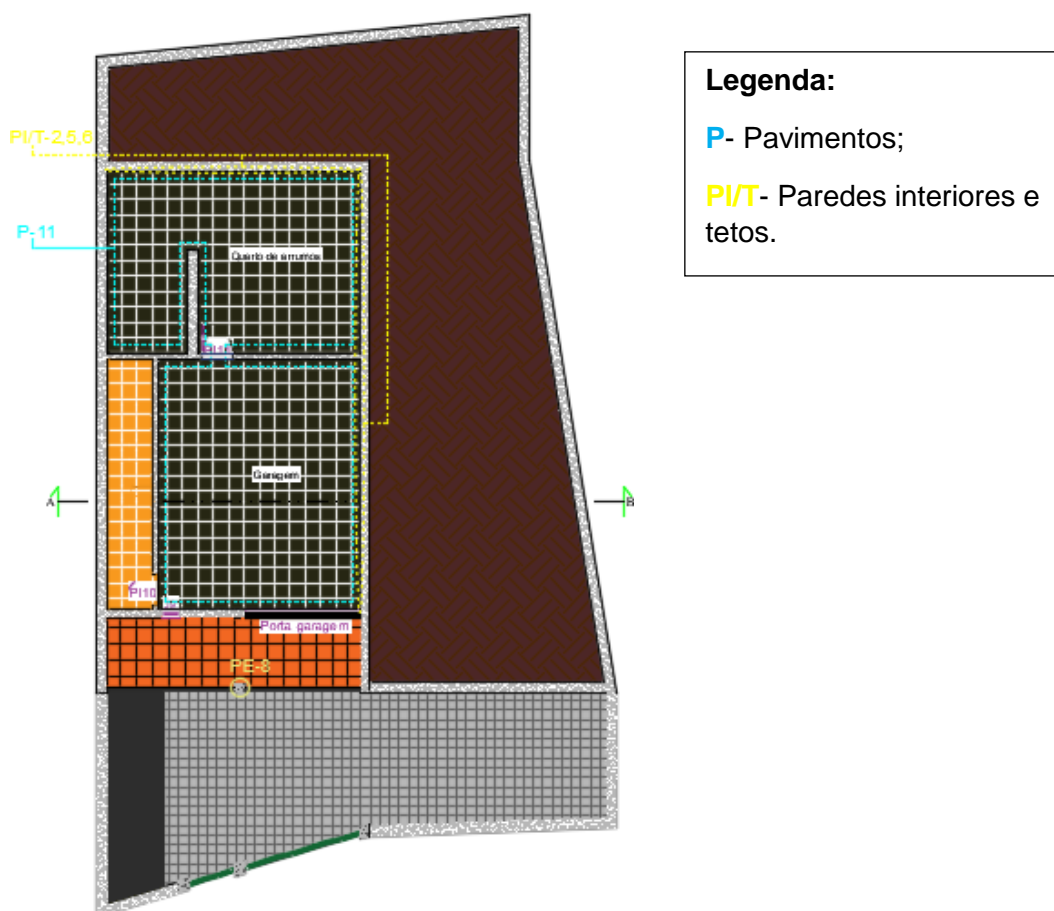 Legenda:
P- Pavimentos;
PI/T- Paredes interiores e
tetos.
PI/T-2,5,6
P-11
Quarto de arrumos
Garagem
A
B
PI10
Porta garagem
PE-8